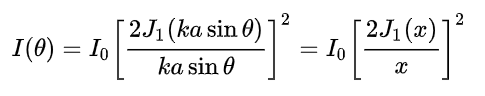 I(θ) = I₀ [ 2J₁(ka sin θ) / ka sin θ ]² = I₀ [ 2J₁(x) / x ]²